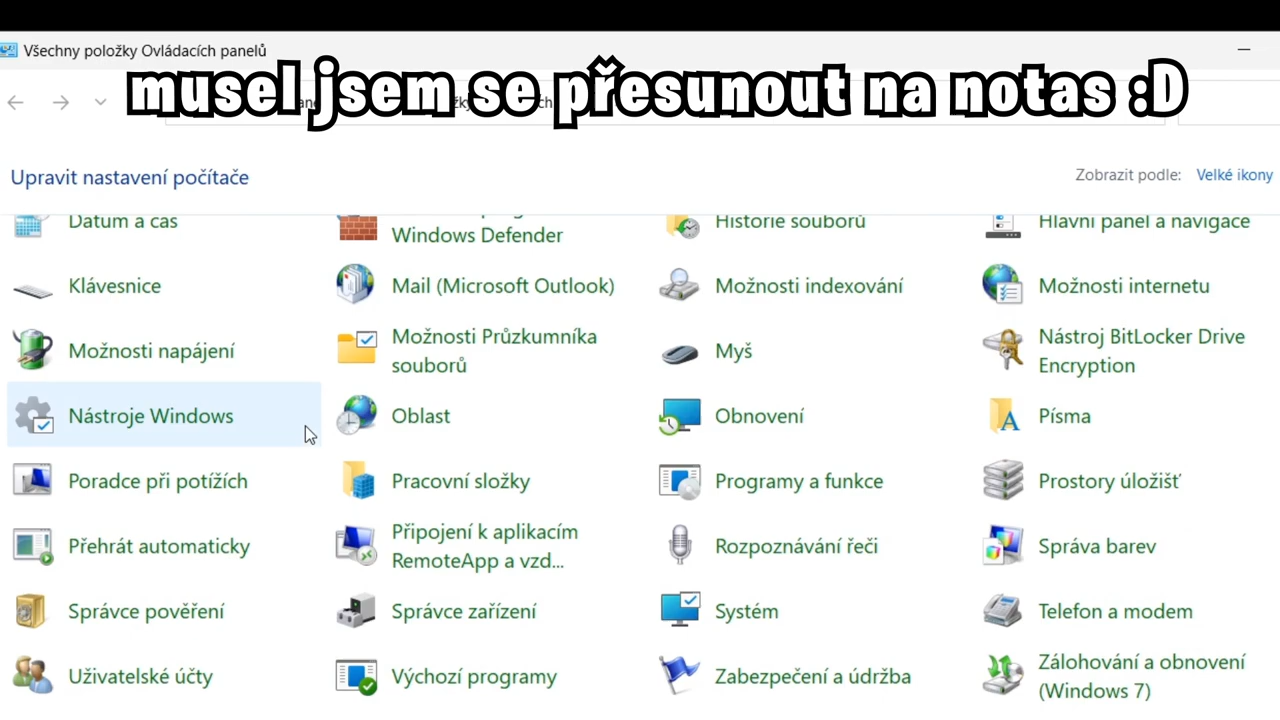 Všechny položky Ovládacích panelů
musel jsem se přesunout na notas :D
Upravit nastavení počítače
Zobrazit podle: Velké ikony
Datum a čas
Windows Defender
Historie souborů
Hlavní panel a navigace
Klávesnice
Mail (Microsoft Outlook)
Možnosti indexování
Možnosti internetu
Možnosti napájení
Možnosti Průzkumníka
souborů
Myš
Nástroj BitLocker Drive
Encryption
Nástroje Windows
Oblast
Obnovení
Písma
Poradce při potížích
Pracovní složky
Programy a funkce
Prostory úložišť
Přehrát automaticky
Připojení k aplikacím
RemoteApp a vzd...
Rozpoznávání řeči
Správa barev
Správce pověření
Správce zařízení
Systém
Telefon a modem
Uživatelské účty
Výchozí programy
Zabezpečení a údržba
Zálohování a obnovení
(Windows 7)